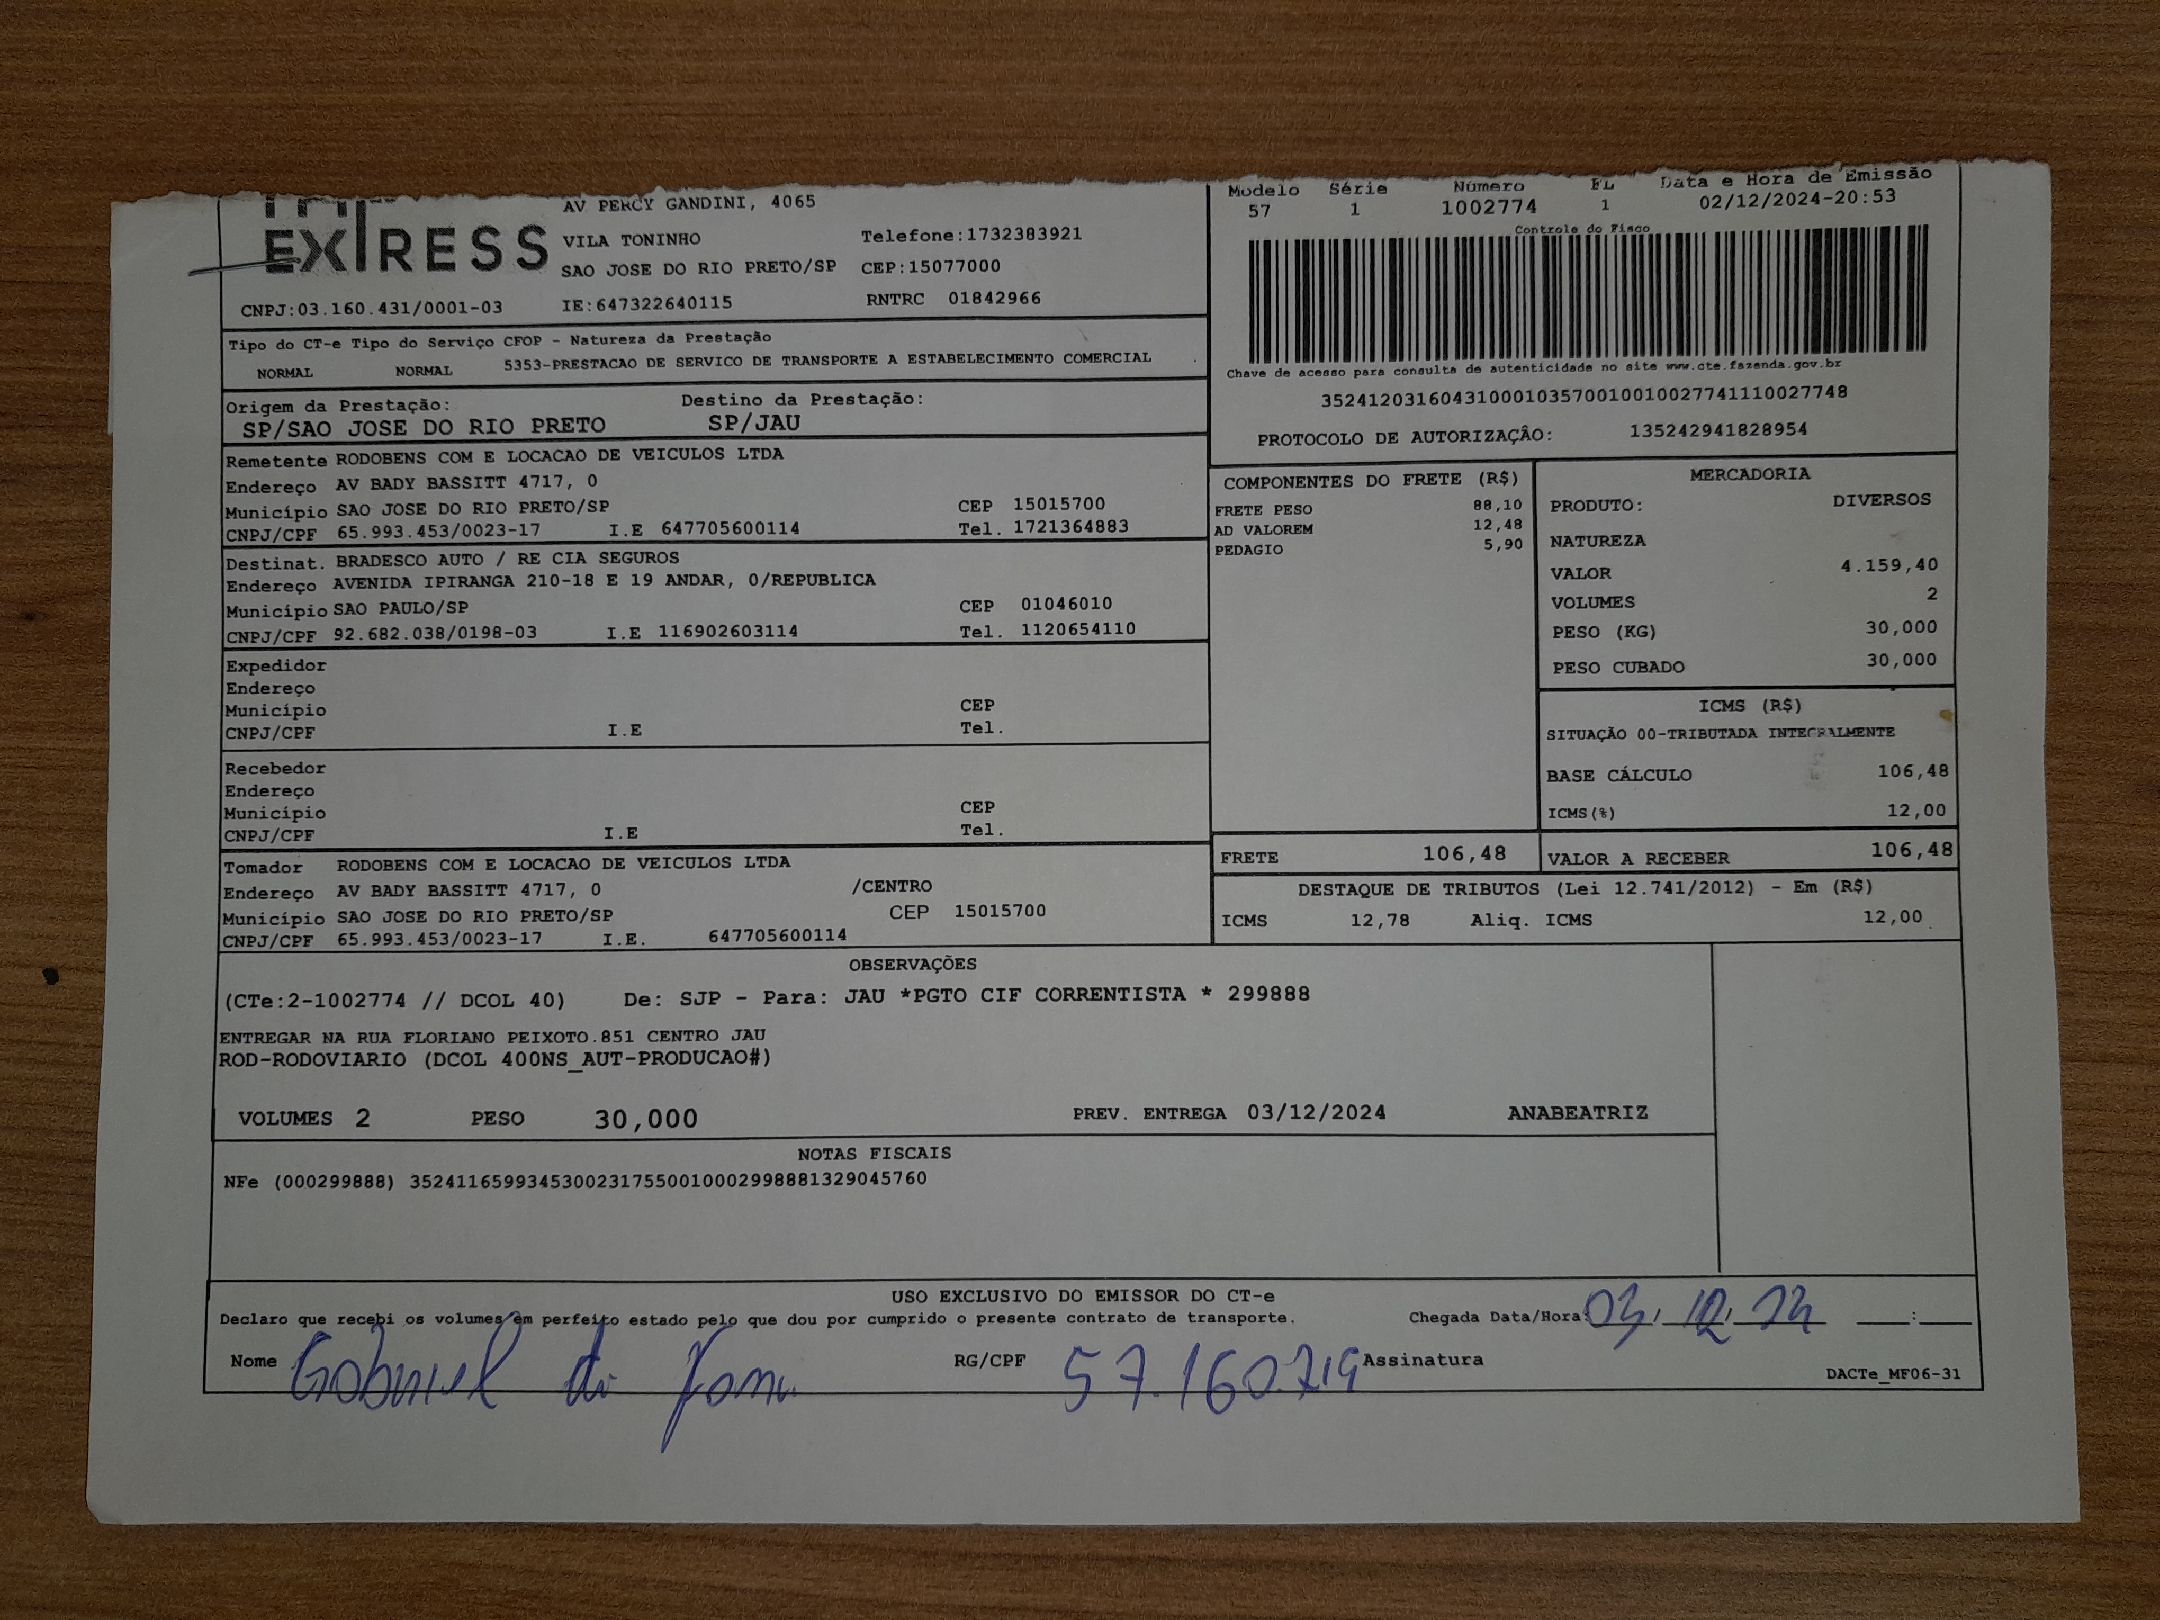 AV PERCY GANDINI, 4065
EXPRESS
VILA TONINHO Telefone:1732383921
SAO JOSE DO RIO PRETO/SP CEP:15077000
CNPJ:03.160.431/0001-03 IE:647322640115 RNTRC 01842966
Modelo Série Número FL Data e Hora de Emissão
57 1 1002774 1 02/12/2024-20:53
Controle do Fisco
Chave de acesso para consulta de autenticidade no site www.cte.fazenda.gov.br
35241203160431000103570010010027741110027748
PROTOCOLO DE AUTORIZAÇÂO: 135242941828954
Tipo do CT-e Tipo do Serviço CFOP - Natureza da Prestação
NORMAL NORMAL 5353-PRESTACAO DE SERVICO DE TRANSPORTE A ESTABELECIMENTO COMERCIAL
Origem da Prestação: Destino da Prestação:
SP/SAO JOSE DO RIO PRETO SP/JAU
Remetente RODOBENS COM E LOCACAO DE VEICULOS LTDA
Endereço AV BADY BASSITT 4717, 0
Município SAO JOSE DO RIO PRETO/SP CEP 15015700
CNPJ/CPF 65.993.453/0023-17 I.E 647705600114 Tel. 1721364883
Destinat. BRADESCO AUTO / RE CIA SEGUROS
Endereço AVENIDA IPIRANGA 210-18 E 19 ANDAR, 0/REPUBLICA
Município SAO PAULO/SP CEP 01046010
CNPJ/CPF 92.682.038/0198-03 I.E 116902603114 Tel. 1120654110
Expedidor
Endereço
Município CEP
CNPJ/CPF I.E Tel.
Recebedor
Endereço
Município CEP
CNPJ/CPF I.E Tel.
Tomador RODOBENS COM E LOCACAO DE VEICULOS LTDA
Endereço AV BADY BASSITT 4717, 0 /CENTRO
Município SAO JOSE DO RIO PRETO/SP CEP 15015700
CNPJ/CPF 65.993.453/0023-17 I.E. 647705600114
COMPONENTES DO FRETE (R$)
FRETE PESO 88,10
AD VALOREM 12,48
PEDAGIO 5,90
MERCADORIA
PRODUTO: DIVERSOS
NATUREZA
VALOR 4.159,40
VOLUMES 2
PESO (KG) 30,000
PESO CUBADO 30,000
ICMS (R$)
SITUAÇÃO 00-TRIBUTADA INTEGRALMENTE
BASE CÁLCULO 106,48
ICMS(%) 12,00
FRETE 106,48 VALOR A RECEBER 106,48
DESTAQUE DE TRIBUTOS (Lei 12.741/2012) - Em (R$)
ICMS 12,78 Aliq. ICMS 12,00
OBSERVAÇÕES
(CTe:2-1002774 // DCOL 40) De: SJP - Para: JAU *PGTO CIF CORRENTISTA * 299888
ENTREGAR NA RUA FLORIANO PEIXOTO.851 CENTRO JAU
ROD-RODOVIARIO (DCOL 400NS_AUT-PRODUCAO#)
VOLUMES 2 PESO 30,000 PREV. ENTREGA 03/12/2024 ANABEATRIZ
NOTAS FISCAIS
NFe (000299888) 35241165993453002317550010002998881329045760
USO EXCLUSIVO DO EMISSOR DO CT-e
Declaro que recebi os volumes em perfeito estado pelo que dou por cumprido o presente contrato de transporte. Chegada Data/Hora: 03.12. :
Nome Gabriel RG/CPF 57.160.719 Assinatura
DACTe_MF06-31